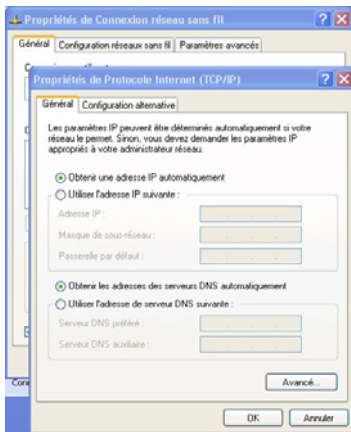 Propriétés de Connexion réseau sans fil
Général
Configuration réseaux sans fil
Paramètres avancés
Propriétés de Protocole Internet (TCP/IP)
Général
Configuration alternative
Les paramètres IP peuvent être déterminés automatiquement si votre
réseau le permet. Sinon, vous devez demander les paramètres IP
appropriés à votre administrateur réseau.
Obtenir une adresse IP automatiquement
Utiliser l'adresse IP suivante :
Adresse IP :
Masque de sous-réseau :
Passerelle par défaut :
Obtenir les adresses des serveurs DNS automatiquement
Utiliser l'adresse de serveur DNS suivante :
Serveur DNS préféré :
Serveur DNS auxiliaire :
Avancé...
OK
Annuler